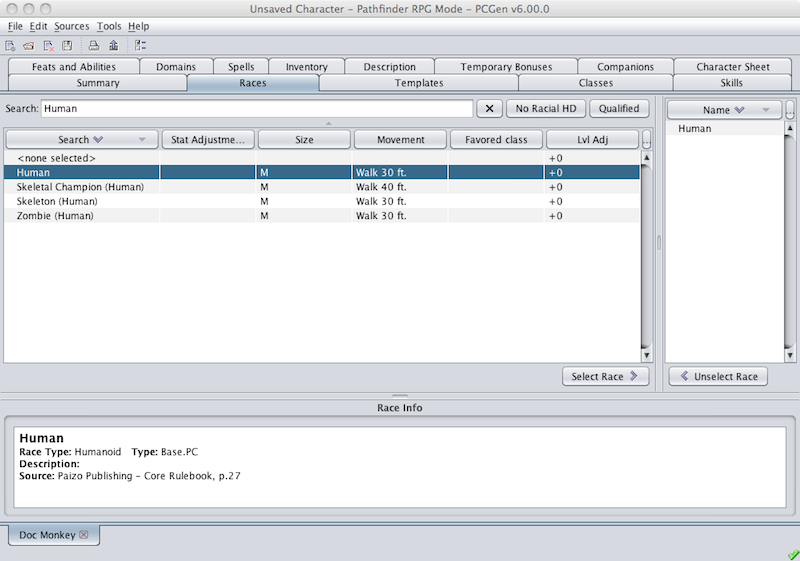 Unsaved Character - Pathfinder RPG Mode - PCGen v6.00.0
File Edit Sources Tools Help
Feats and Abilities Domains Spells Inventory Description Temporary Bonuses Companions Character Sheet
Summary Races Templates Classes Skills
Search: Human X No Racial HD Qualified
Name ...
Search Stat Adjustme... Size Movement Favored class Lvl Adj ...
Human
<none selected> +0
Human M Walk 30 ft. +0
Skeletal Champion (Human) M Walk 40 ft. +0
Skeleton (Human) M Walk 30 ft. +0
Zombie (Human) M Walk 30 ft. +0
Select Race Unselect Race
Race Info
Human
Race Type: Humanoid Type: Base.PC
Description:
Source: Paizo Publishing - Core Rulebook, p.27
Doc Monkey